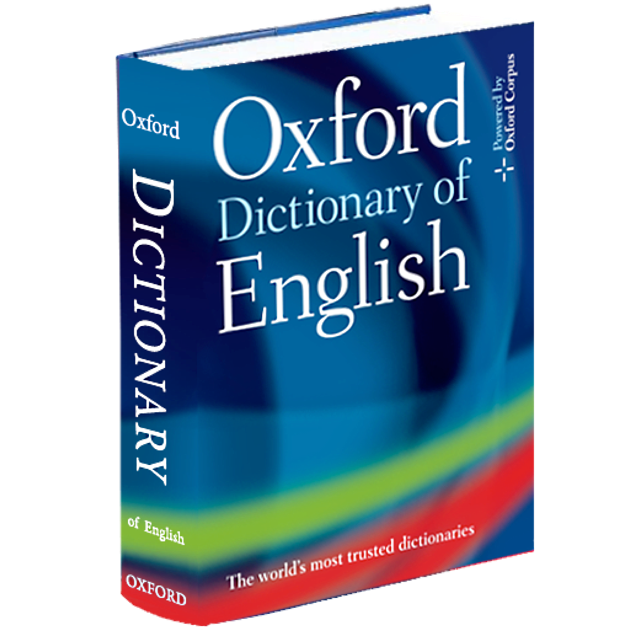 Oxford
DICTIONARY
of English
OXFORD
Oxford
Dictionary of
English
Powered by
Oxford Corpus
The world's most trusted dictionaries